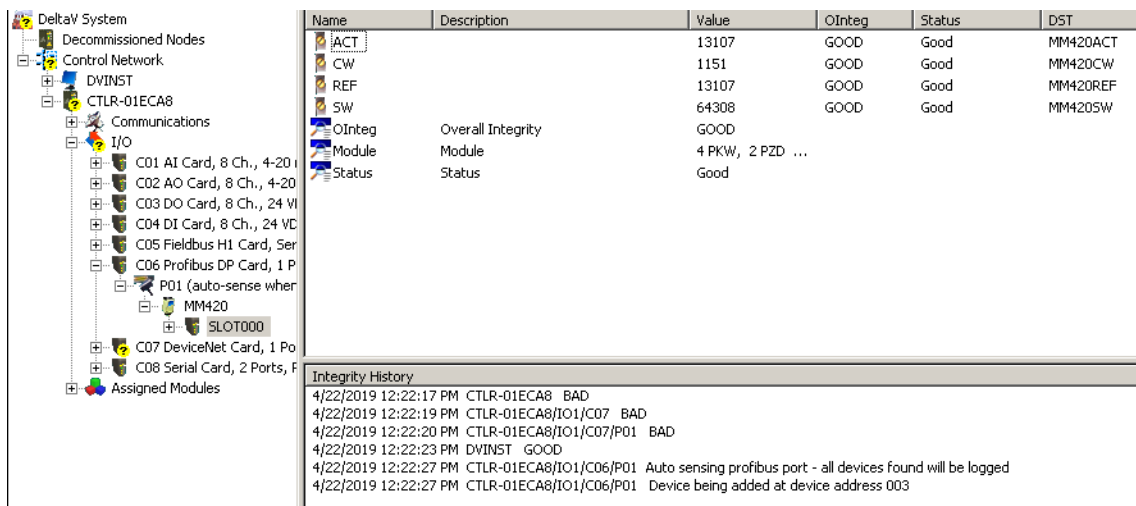 DeltaV System
Decommissioned Nodes
Control Network
DVINST
CTLR-01ECA8
Communications
I/O
C01 AI Card, 8 Ch., 4-20
C02 AO Card, 8 Ch., 4-20
C03 DO Card, 8 Ch., 24 V
C04 DI Card, 8 Ch., 24 VD
C05 Fieldbus H1 Card, Ser
C06 Profibus DP Card, 1 P
P01 (auto-sense wher
MM420
SLOT000
C07 DeviceNet Card, 1 Po
C08 Serial Card, 2 Ports, F
Assigned Modules
Name Description Value OInteg Status DST
ACT 13107 GOOD Good MM420ACT
CW 1151 GOOD Good MM420CW
REF 13107 GOOD Good MM420REF
SW 64308 GOOD Good MM420SW
OInteg Overall Integrity GOOD
Module Module 4 PKW, 2 PZD ...
Status Status Good
Integrity History
4/22/2019 12:22:17 PM CTLR-01ECA8 BAD
4/22/2019 12:22:19 PM CTLR-01ECA8/IO1/C07 BAD
4/22/2019 12:22:20 PM CTLR-01ECA8/IO1/C07/P01 BAD
4/22/2019 12:22:23 PM DVINST GOOD
4/22/2019 12:22:27 PM CTLR-01ECA8/IO1/C06/P01 Auto sensing profibus port - all devices found will be logged
4/22/2019 12:22:27 PM CTLR-01ECA8/IO1/C06/P01 Device being added at device address 003